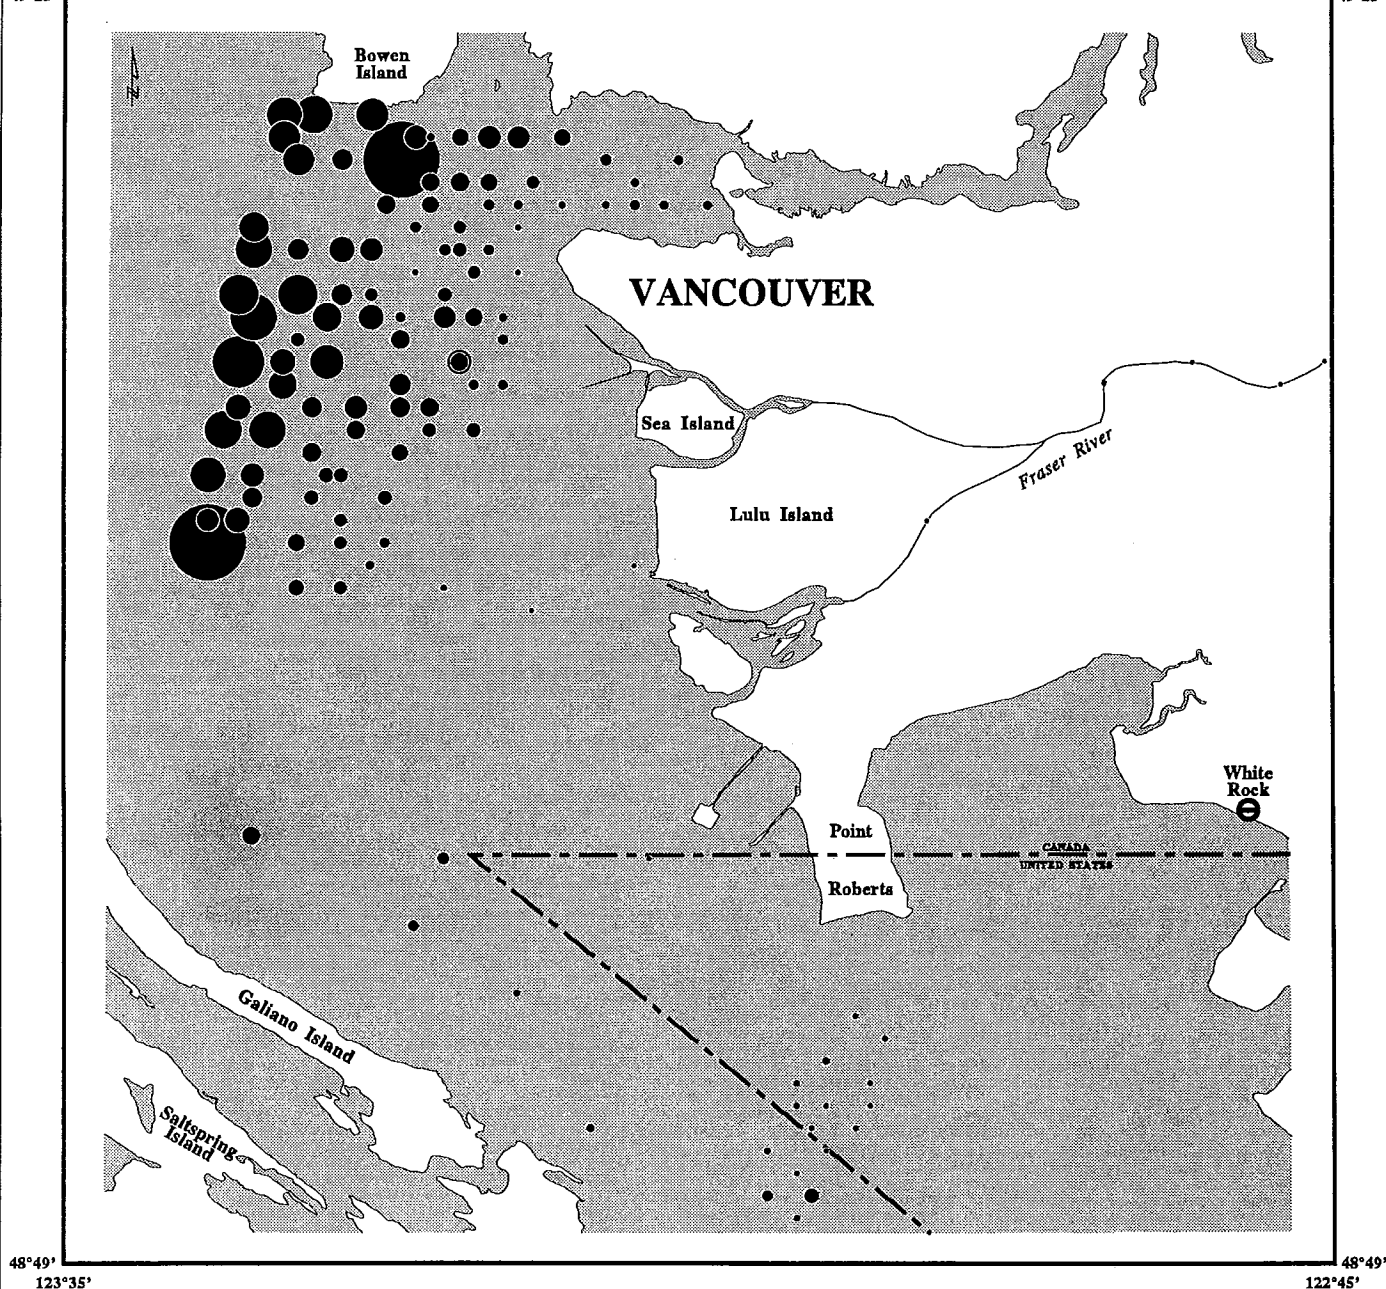 Bowen
Island
N
VANCOUVER
Sea Island
Fraser River
Lulu Island
White
Rock
Point
CANADA
UNITED STATES
Roberts
Galiano Island
Saltspring
Island
48°49' 48°49'
123°35' 122°45'